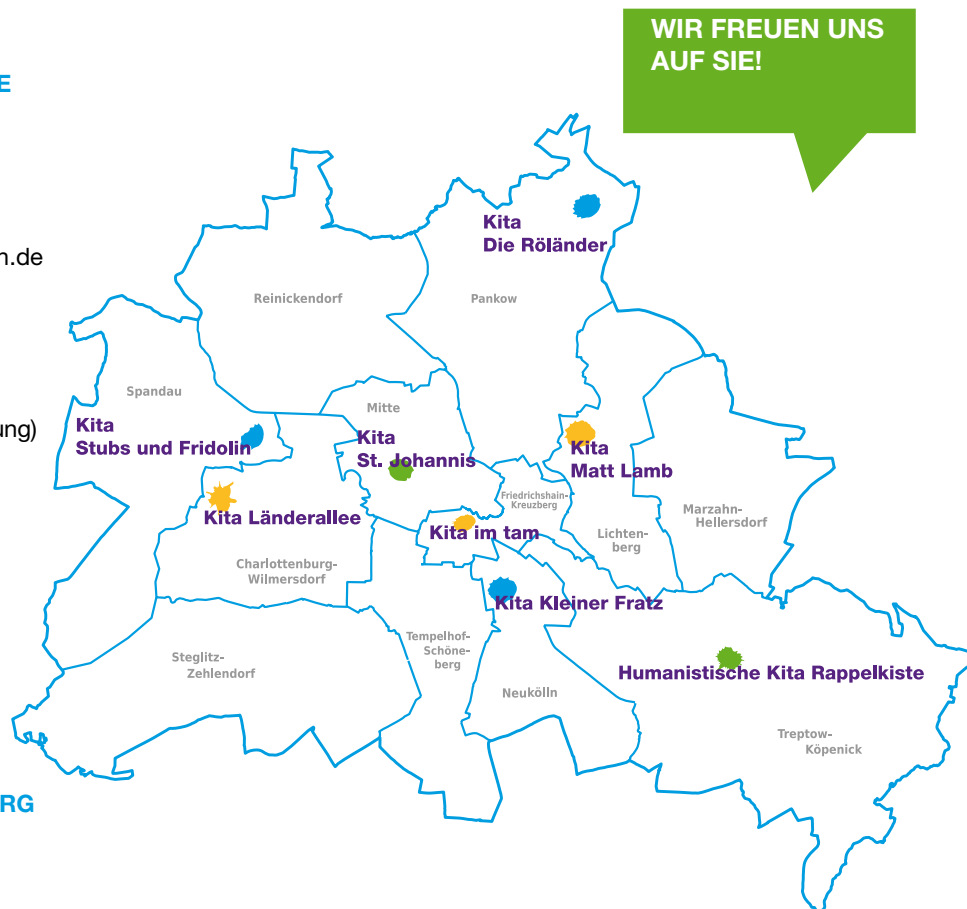 WIR FREUEN UNS
AUF SIE!
E
Kita
Die Röländer
n.de
Reinickendorf
Pankow
Spandau
Mitte
Kita
Stubs und Fridolin
ung)
Kita
St. Johannis
Kita
Matt Lamb
Friedrichshain-
Kreuzberg
Kita Länderallee
Kita im tam
Lichten-
berg
Marzahn-
Hellersdorf
Charlottenburg-
Wilmersdorf
Kita Kleiner Fratz
Tempelhof-
Schöne-
berg
Steglitz-
Zehlendorf
Humanistische Kita Rappelkiste
Neukölln
Treptow-
Köpenick
RG